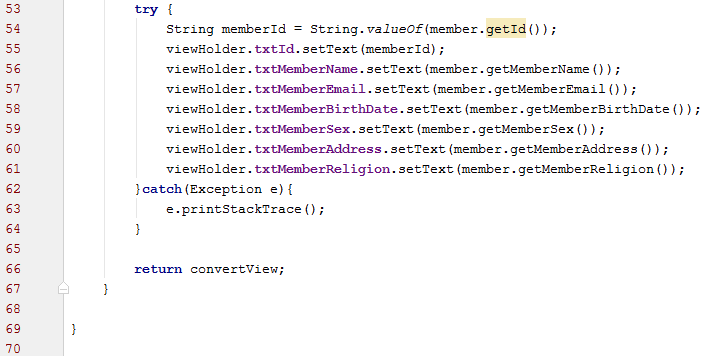 53 try {
54 String memberId = String.valueOf(member.getId());
55 viewHolder.txtId.setText(memberId);
56 viewHolder.txtMemberName.setText(member.getMemberName());
57 viewHolder.txtMemberEmail.setText(member.getMemberEmail());
58 viewHolder.txtMemberBirthDate.setText(member.getMemberBirthDate());
59 viewHolder.txtMemberSex.setText(member.getMemberSex());
60 viewHolder.txtMemberAddress.setText(member.getMemberAddress());
61 viewHolder.txtMemberReligion.setText(member.getMemberReligion());
62 }catch(Exception e){
63 e.printStackTrace();
64 }
65
66 return convertView;
67 }
68
69 }
70